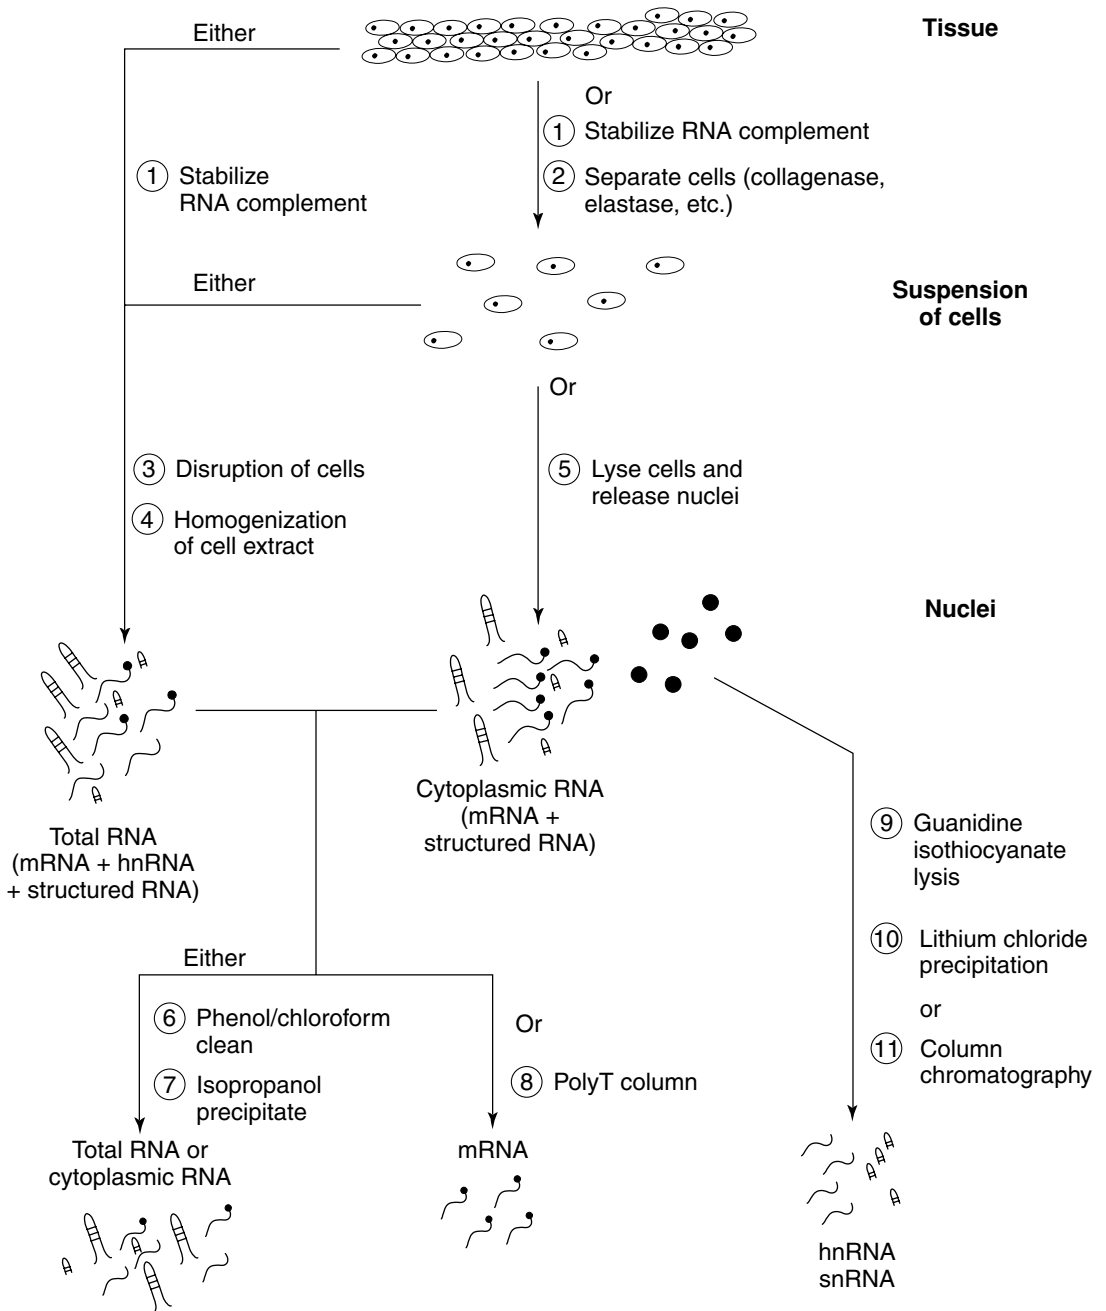 Tissue
Either
Or
1 Stabilize RNA complement
2 Separate cells (collagenase,
elastase, etc.)
1 Stabilize
RNA complement
Either
Suspension
of cells
Or
3 Disruption of cells
4 Homogenization
of cell extract
5 Lyse cells and
release nuclei
Nuclei
Total RNA
(mRNA + hnRNA
+ structured RNA)
Cytoplasmic RNA
(mRNA +
structured RNA)
9 Guanidine
isothiocyanate
lysis
10 Lithium chloride
precipitation
or
11 Column
chromatography
Either
6 Phenol/chloroform
clean
7 Isopropanol
precipitate
Or
8 PolyT column
Total RNA or
cytoplasmic RNA
mRNA
hnRNA
snRNA